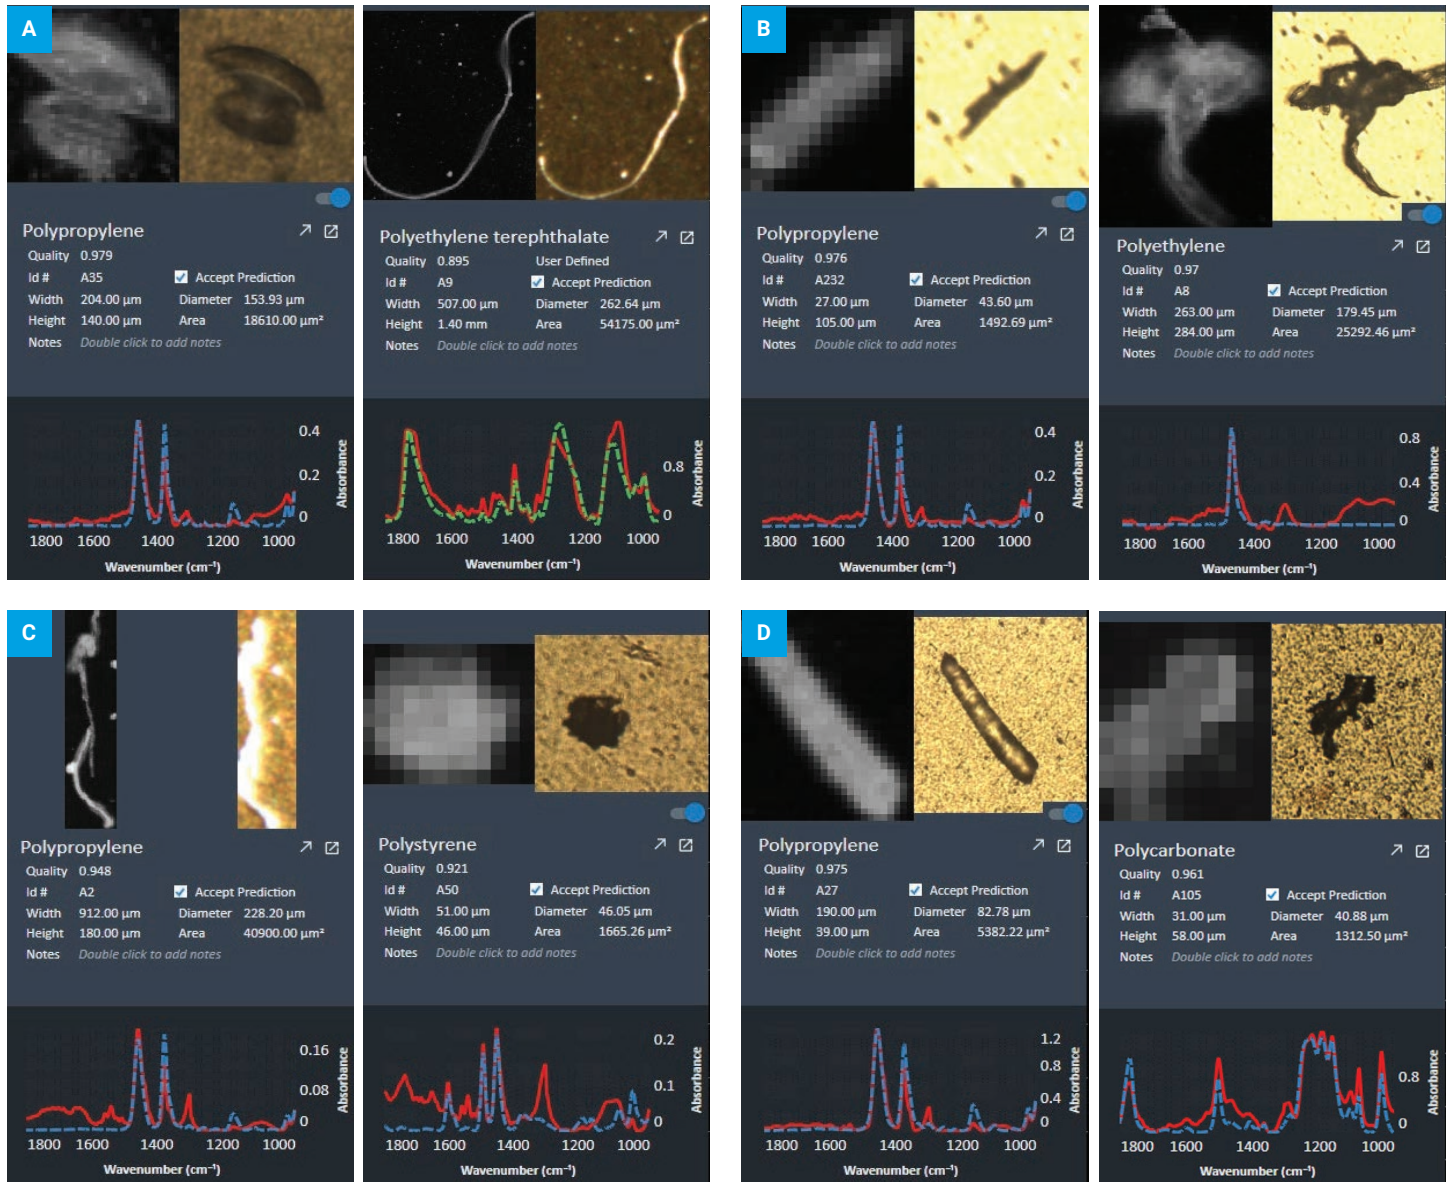 A
Polypropylene
Quality 0.979
Id # A35 Accept Prediction
Width 204.00 µm Diameter 153.93 µm
Height 140.00 µm Area 18610.00 µm²
Notes Double click to add notes
0.4
0.2
0
Absorbance
1800 1600 1400 1200 1000
Wavenumber (cm⁻¹)
Polyethylene terephthalate
Quality 0.895 User Defined
Id # A9 Accept Prediction
Width 507.00 µm Diameter 262.64 µm
Height 1.40 mm Area 54175.00 µm²
Notes Double click to add notes
0.8
0
Absorbance
1800 1600 1400 1200 1000
Wavenumber (cm⁻¹)
B
Polypropylene
Quality 0.976
Id # A232 Accept Prediction
Width 27.00 µm Diameter 43.60 µm
Height 105.00 µm Area 1492.69 µm²
Notes Double click to add notes
0.4
0.2
0
Absorbance
1800 1600 1400 1200 1000
Wavenumber (cm⁻¹)
Polyethylene
Quality 0.97
Id # A8 Accept Prediction
Width 263.00 µm Diameter 179.45 µm
Height 284.00 µm Area 25292.46 µm²
Notes Double click to add notes
0.8
0.4
0
Absorbance
1800 1600 1400 1200 1000
Wavenumber (cm⁻¹)
C
Polypropylene
Quality 0.948
Id # A2 Accept Prediction
Width 912.00 µm Diameter 228.20 µm
Height 180.00 µm Area 40900.00 µm²
Notes Double click to add notes
0.16
0.08
0
Absorbance
1800 1600 1400 1200 1000
Wavenumber (cm⁻¹)
Polystyrene
Quality 0.921
Id # A50 Accept Prediction
Width 51.00 µm Diameter 46.05 µm
Height 46.00 µm Area 1665.26 µm²
Notes Double click to add notes
0.2
0.1
0
Absorbance
1800 1600 1400 1200 1000
Wavenumber (cm⁻¹)
D
Polypropylene
Quality 0.975
Id # A27 Accept Prediction
Width 190.00 µm Diameter 82.78 µm
Height 39.00 µm Area 5382.22 µm²
Notes Double click to add notes
1.2
0.8
0.4
0
Absorbance
1800 1600 1400 1200 1000
Wavenumber (cm⁻¹)
Polycarbonate
Quality 0.961
Id # A105 Accept Prediction
Width 31.00 µm Diameter 40.88 µm
Height 58.00 µm Area 1312.50 µm²
Notes Double click to add notes
0.8
0
Absorbance
1800 1600 1400 1200 1000
Wavenumber (cm⁻¹)